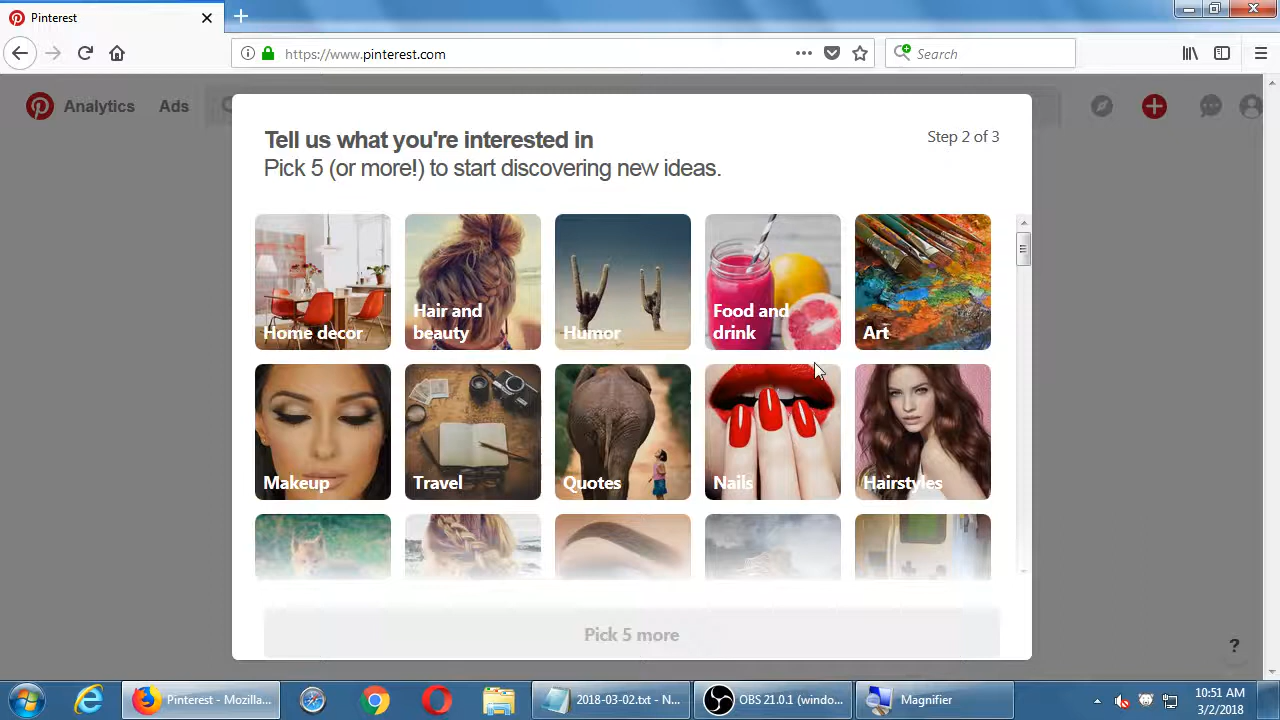 Pinterest
https://www.pinterest.com
Search
Analytics
Ads
Tell us what you're interested in
Step 2 of 3
Pick 5 (or more!) to start discovering new ideas.
Home decor
Hair and
beauty
Humor
Food and
drink
Art
Makeup
Travel
Quotes
Nails
Hairstyles
Pick 5 more
?
Pinterest - Mozilla...
2018-03-02.txt - N...
OBS 21.0.1 (windo...
Magnifier
10:51 AM
3/2/2018